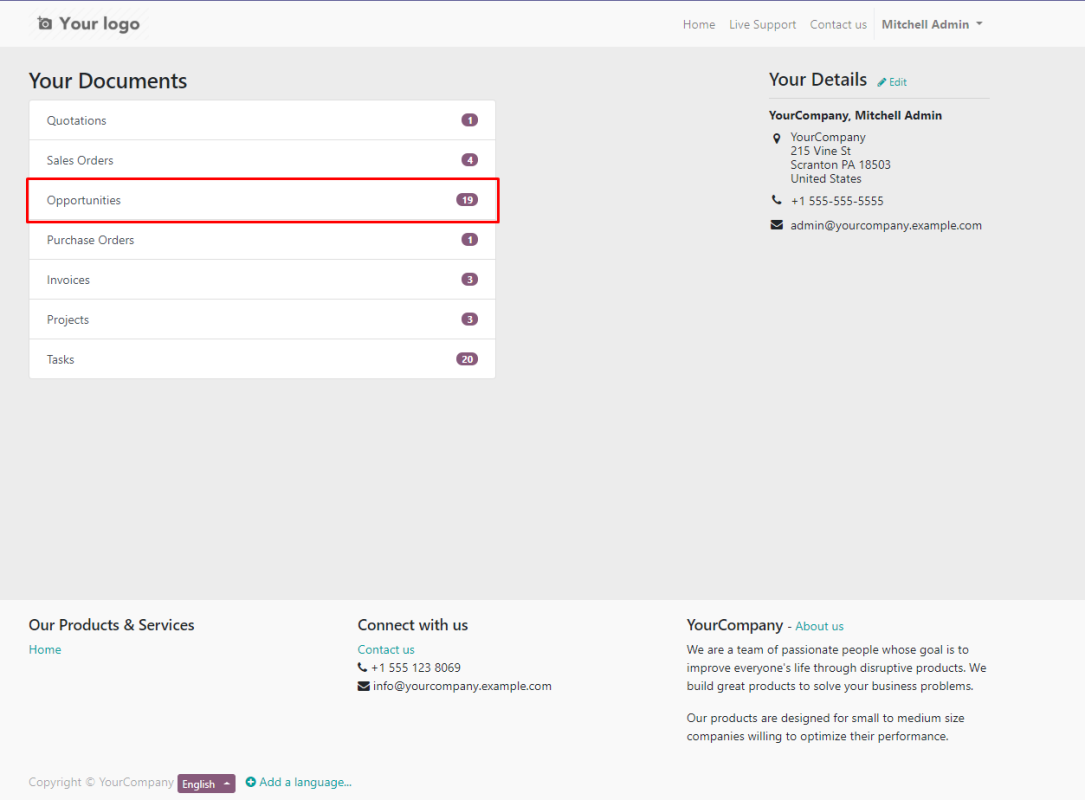 Your logo
Home Live Support Contact us Mitchell Admin
Your Documents
Quotations 1
Sales Orders 4
Opportunities 19
Purchase Orders 1
Invoices 3
Projects 3
Tasks 20
Your Details Edit
YourCompany, Mitchell Admin
YourCompany
215 Vine St
Scranton PA 18503
United States
+1 555-555-5555
admin@yourcompany.example.com
Our Products & Services
Home
Connect with us
Contact us
+1 555 123 8069
info@yourcompany.example.com
YourCompany - About us
We are a team of passionate people whose goal is to
improve everyone's life through disruptive products. We
build great products to solve your business problems.
Our products are designed for small to medium size
companies willing to optimize their performance.
Copyright © YourCompany English Add a language...